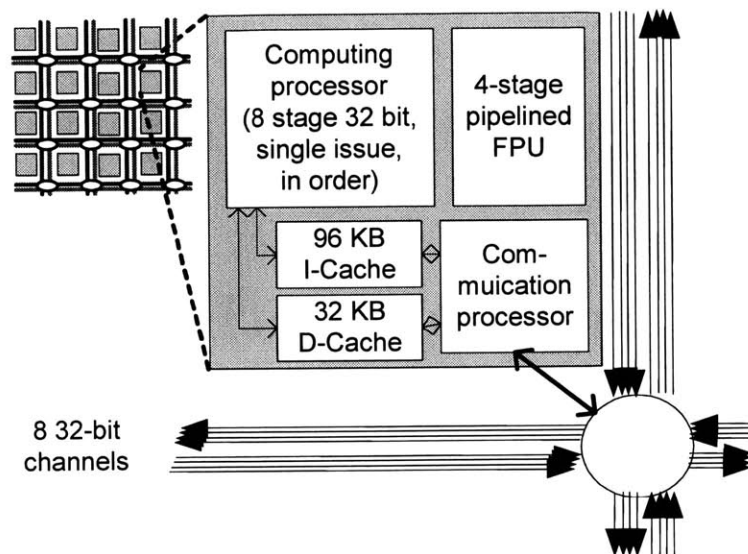 Computing
processor
(8 stage 32 bit,
single issue,
in order)
4-stage
pipelined
FPU
96 KB
I-Cache
32 KB
D-Cache
Com-
muication
processor
8 32-bit
channels